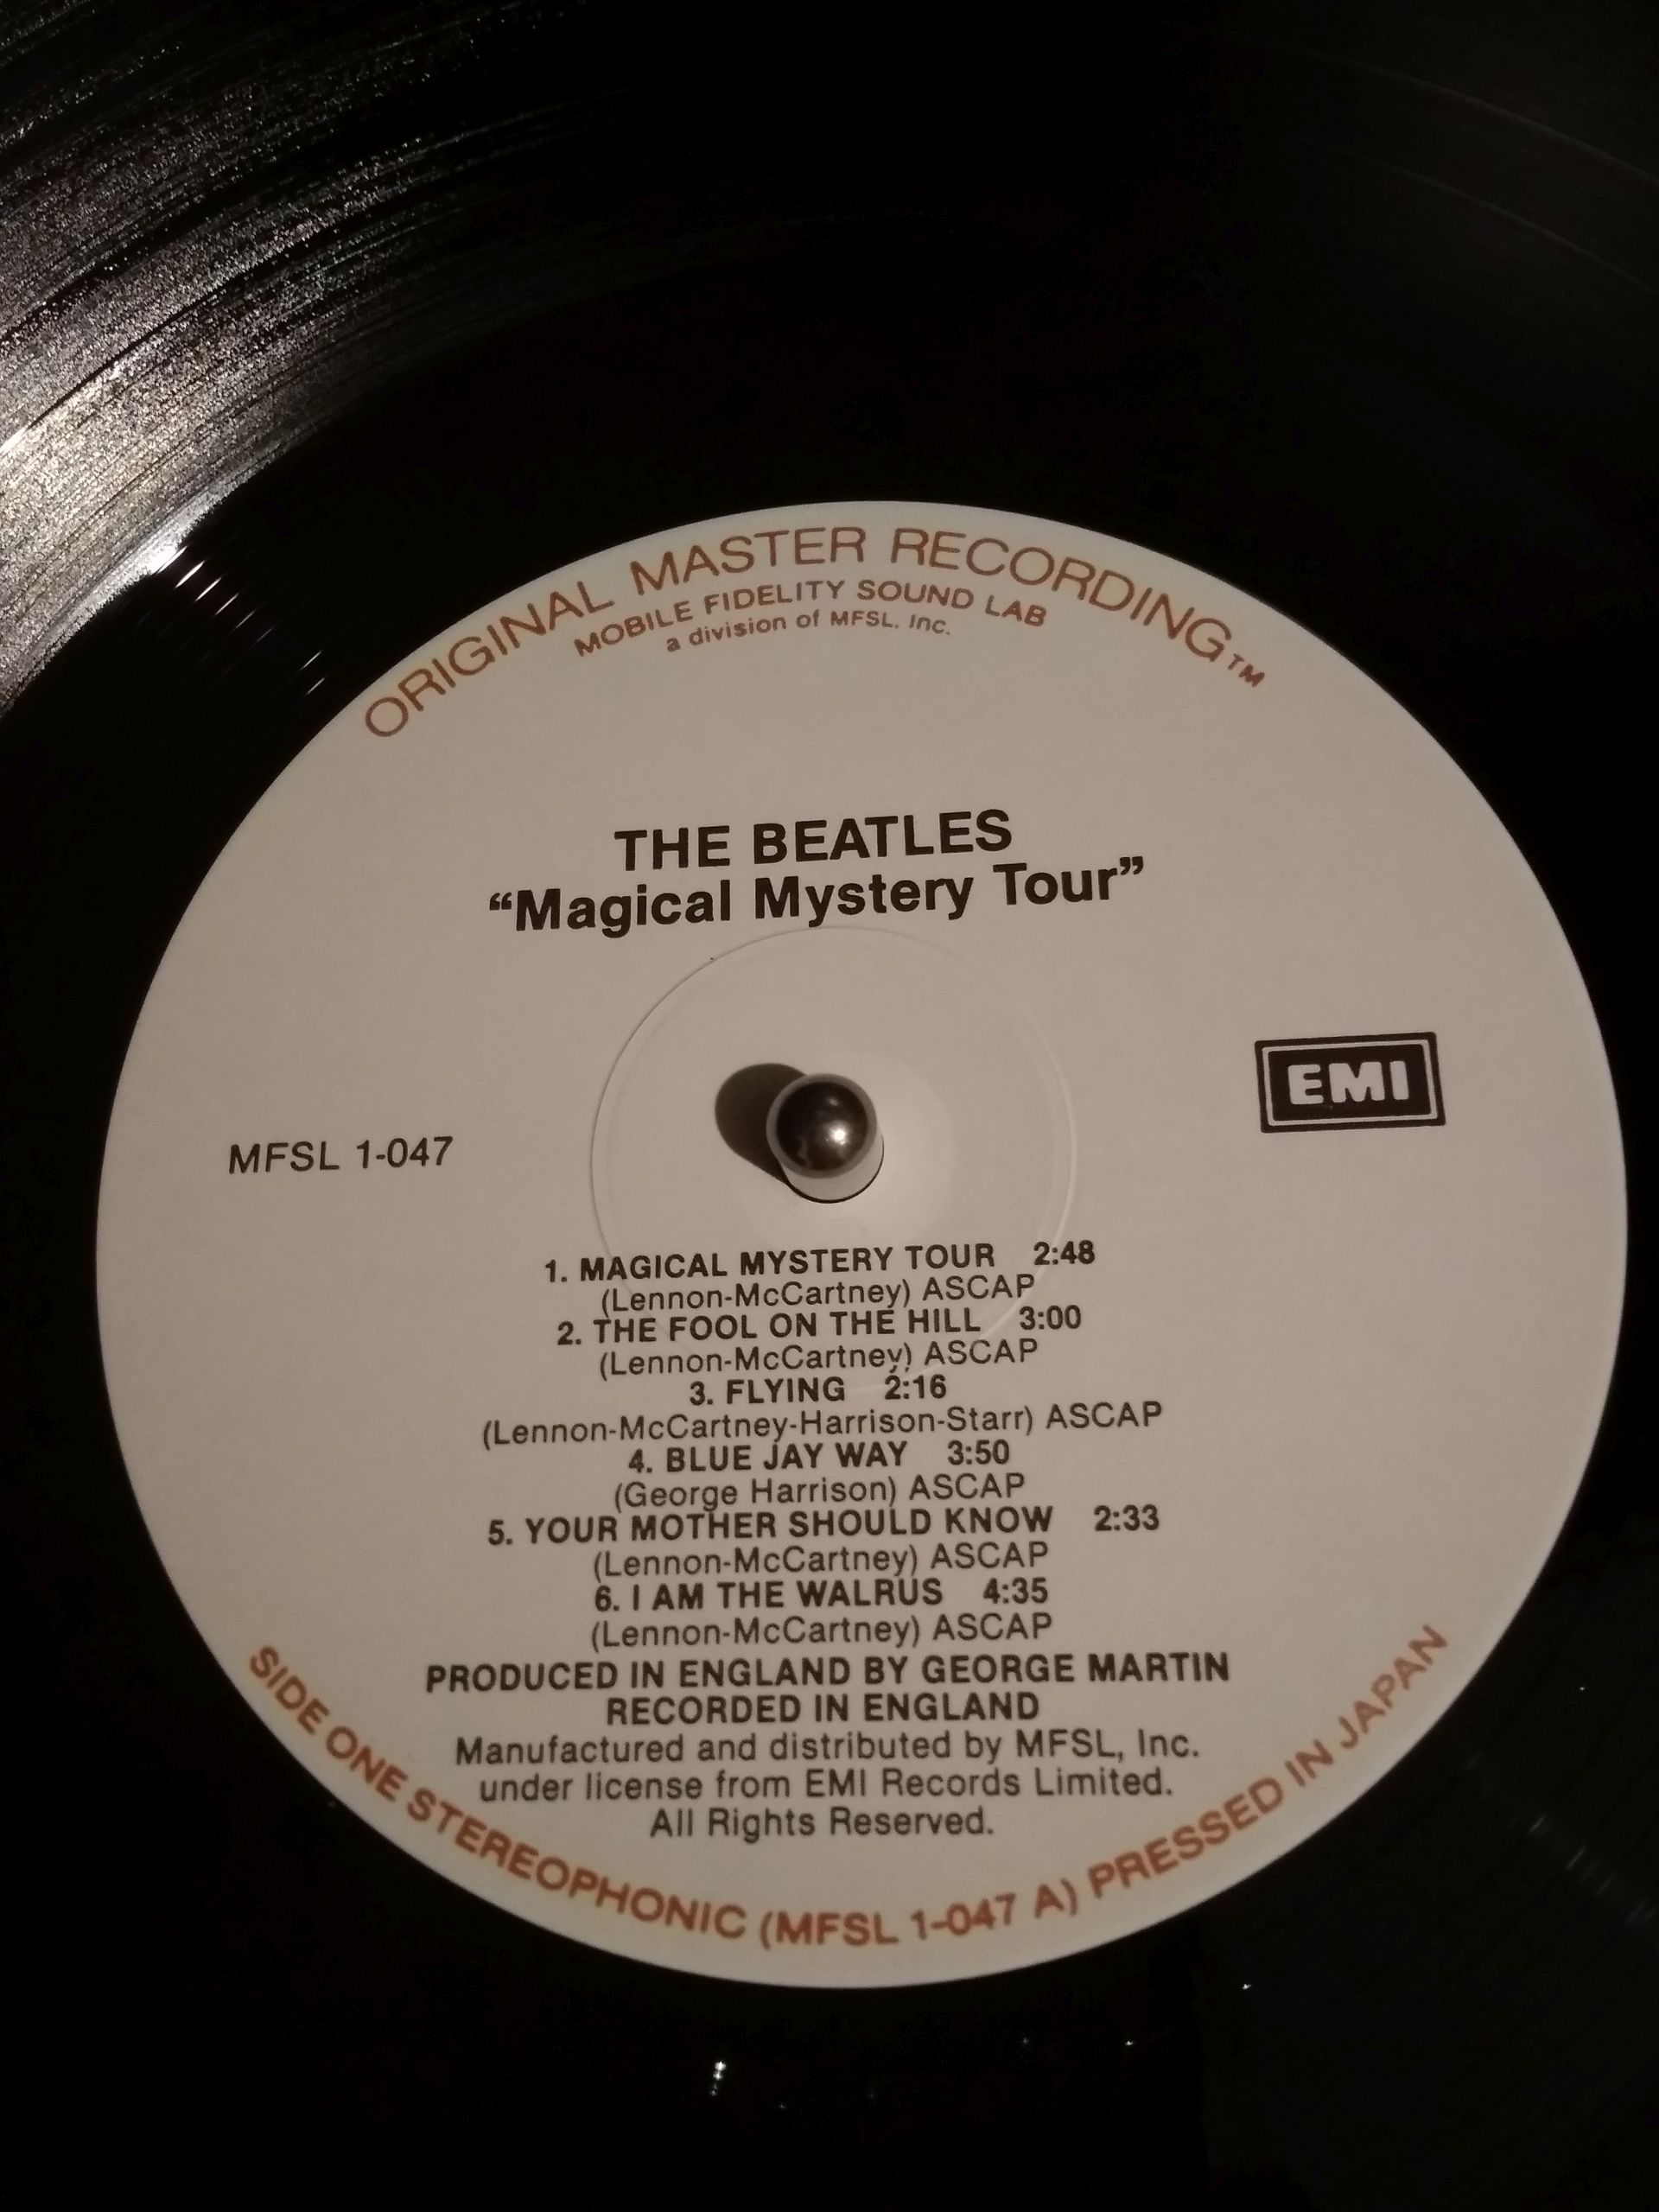 ORIGINAL MASTER RECORDING™
MOBILE FIDELITY SOUND LAB
a division of MFSL. Inc.
THE BEATLES
“Magical Mystery Tour”
EMI
MFSL 1-047
1. MAGICAL MYSTERY TOUR 2:48
(Lennon-McCartney) ASCAP
2. THE FOOL ON THE HILL 3:00
(Lennon-McCartney) ASCAP
3. FLYING 2:16
(Lennon-McCartney-Harrison-Starr) ASCAP
4. BLUE JAY WAY 3:50
(George Harrison) ASCAP
5. YOUR MOTHER SHOULD KNOW 2:33
(Lennon-McCartney) ASCAP
6. I AM THE WALRUS 4:35
(Lennon-McCartney) ASCAP
PRODUCED IN ENGLAND BY GEORGE MARTIN
RECORDED IN ENGLAND
Manufactured and distributed by MFSL, Inc.
under license from EMI Records Limited.
All Rights Reserved.
SIDE ONE STEREOPHONIC (MFSL 1-047 A) PRESSED IN JAPAN